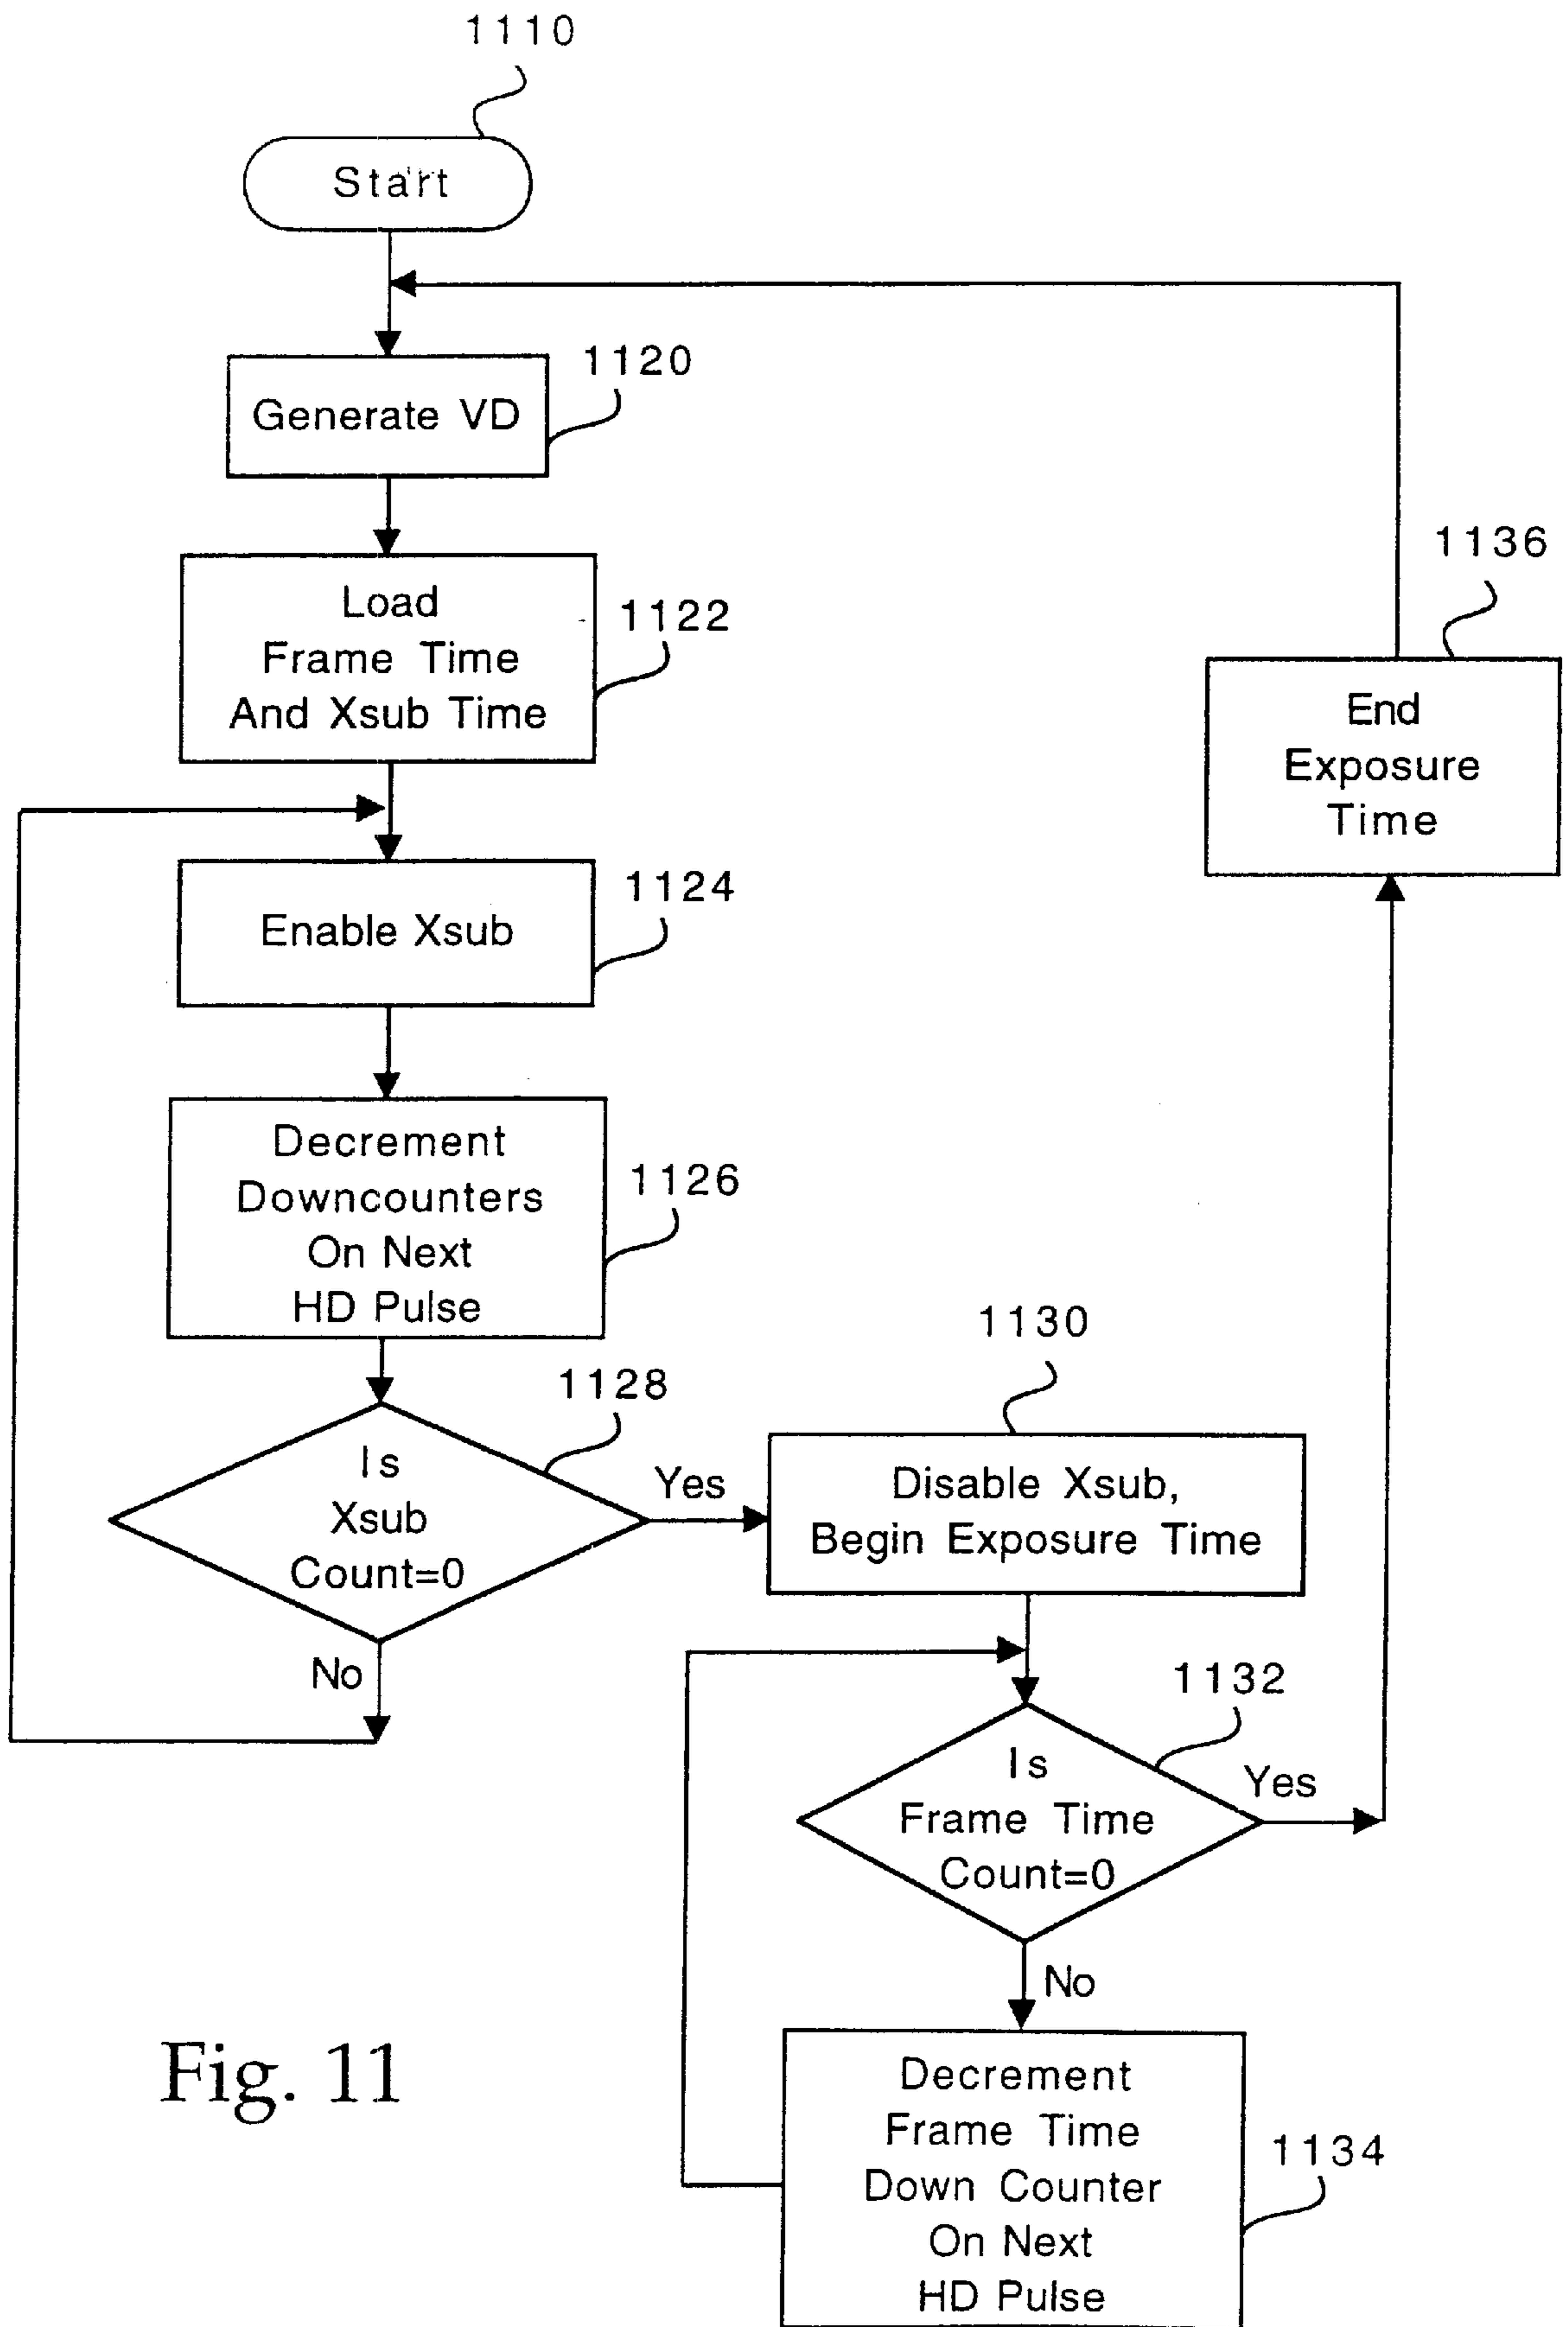 1110
Start
1120
Generate VD
1122
Load
Frame Time
And Xsub Time
1136
End
Exposure
Time
1124
Enable Xsub
1126
Decrement
Downcounters
On Next
HD Pulse
1128
Is
Xsub
Count=0
Yes
No
1130
Disable Xsub,
Begin Exposure Time
1132
Is
Frame Time
Count=0
Yes
No
1134
Decrement
Frame Time
Down Counter
On Next
HD Pulse
Fig. 11